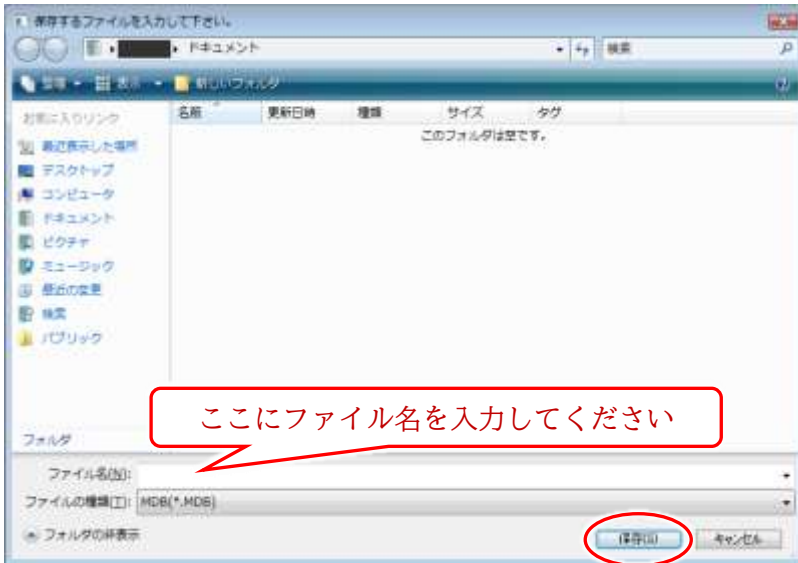 保存するファイルを入力して下さい。
ドキュメント
検索
整理 表示 新しいフォルダ
お気に入りリンク
名前 更新日時 種類 サイズ タグ
このフォルダは空です。
最近表示した場所
デスクトップ
コンピュータ
ドキュメント
ピクチャ
ミュージック
最近の変更
検索
パブリック
ここにファイル名を入力してください
フォルダ
ファイル名(N):
ファイルの種類(T): MDB(*.MDB)
フォルダの非表示
保存(S) キャンセル